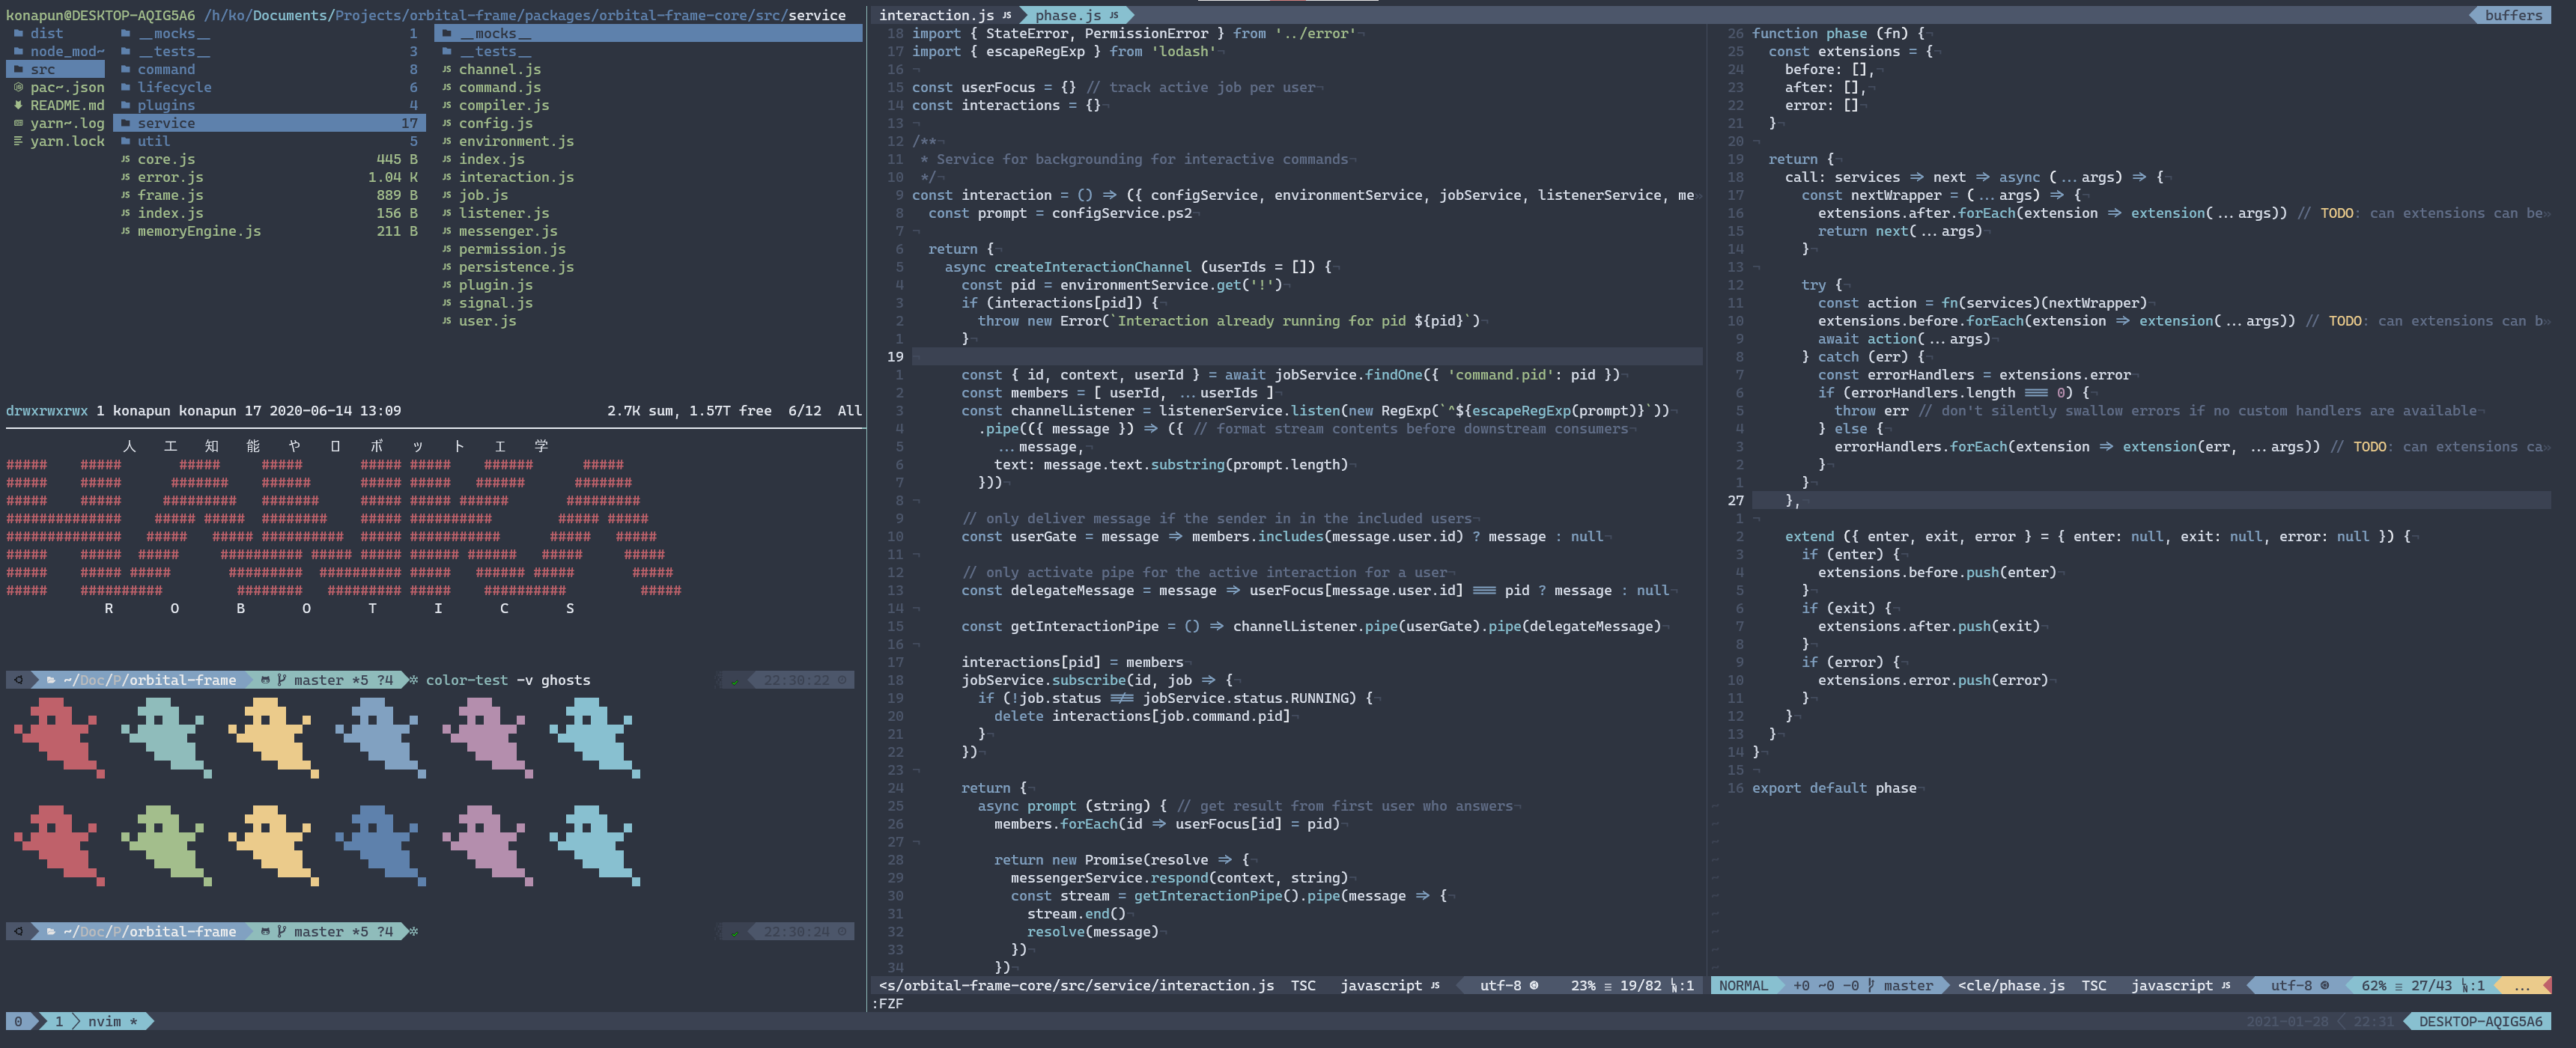 konapun@DESKTOP-AQIG5A6 /h/ko/Documents/Projects/orbital-frame/packages/orbital-frame-core/src/service
dist
node_mod~
src
pac~.json
README.md
yarn~.log
yarn.lock
__mocks__ 1
__tests__ 3
command 8
lifecycle 6
plugins 4
service 17
util 5
core.js 445 B
error.js 1.04 K
frame.js 889 B
index.js 156 B
memoryEngine.js 211 B
__mocks__
__tests__
channel.js
command.js
compiler.js
config.js
environment.js
index.js
interaction.js
job.js
listener.js
messenger.js
permission.js
persistence.js
plugin.js
signal.js
user.js
drwxrwxrwx 1 konapun konapun 17 2020-06-14 13:09 2.7K sum, 1.57T free 6/12 All
人 工 知 能 や ロ ボ ッ ト エ 学
R O B O T I C S
~/Doc/P/orbital-frame master *5 ?4 color-test -v ghosts 22:30:22
~/Doc/P/orbital-frame master *5 ?4 22:30:24
interaction.js JS phase.js JS buffers
18 import { StateError, PermissionError } from '../error'
17 import { escapeRegExp } from 'lodash'
16
15 const userFocus = {} // track active job per user
14 const interactions = {}
13
12 /**
11 * Service for backgrounding for interactive commands
10 */
9 const interaction = () => ({ configService, environmentService, jobService, listenerService, me»
8 const prompt = configService.ps2
7
6 return {
5 async createInteractionChannel (userIds = []) {
4 const pid = environmentService.get('!')
3 if (interactions[pid]) {
2 throw new Error(`Interaction already running for pid ${pid}`)
1 }
19
1 const { id, context, userId } = await jobService.findOne({ 'command.pid': pid })
2 const members = [ userId, ...userIds ]
3 const channelListener = listenerService.listen(new RegExp(`^${escapeRegExp(prompt)}`))
4 .pipe(({ message }) => ({ // format stream contents before downstream consumers
5 ...message,
6 text: message.text.substring(prompt.length)
7 }))
8
9 // only deliver message if the sender in in the included users
10 const userGate = message => members.includes(message.user.id) ? message : null
11
12 // only activate pipe for the active interaction for a user
13 const delegateMessage = message => userFocus[message.user.id] === pid ? message : null
14
15 const getInteractionPipe = () => channelListener.pipe(userGate).pipe(delegateMessage)
16
17 interactions[pid] = members
18 jobService.subscribe(id, job => {
19 if (!job.status !== jobService.status.RUNNING) {
20 delete interactions[job.command.pid]
21 }
22 })
23
24 return {
25 async prompt (string) { // get result from first user who answers
26 members.forEach(id => userFocus[id] = pid)
27
28 return new Promise(resolve => {
29 messengerService.respond(context, string)
30 const stream = getInteractionPipe().pipe(message => {
31 stream.end()
32 resolve(message)
33 })
34 })
<s/orbital-frame-core/src/service/interaction.js TSC javascript JS utf-8 23% ≡ 19/82 :1
:FZF
26 function phase (fn) {
25 const extensions = {
24 before: [],
23 after: [],
22 error: []
21 }
20
19 return {
18 call: services => next => async (...args) => {
17 const nextWrapper = (...args) => {
16 extensions.after.forEach(extension => extension(...args)) // TODO: can extensions can be»
15 return next(...args)
14 }
13
12 try {
11 const action = fn(services)(nextWrapper)
10 extensions.before.forEach(extension => extension(...args)) // TODO: can extensions can b»
9 await action(...args)
8 } catch (err) {
7 const errorHandlers = extensions.error
6 if (errorHandlers.length === 0) {
5 throw err // don't silently swallow errors if no custom handlers are available
4 } else {
3 errorHandlers.forEach(extension => extension(err, ...args)) // TODO: can extensions ca»
2 }
1 }
27 },
1
2 extend ({ enter, exit, error } = { enter: null, exit: null, error: null }) {
3 if (enter) {
4 extensions.before.push(enter)
5 }
6 if (exit) {
7 extensions.after.push(exit)
8 }
9 if (error) {
10 extensions.error.push(error)
11 }
12 }
13 }
14 }
15
16 export default phase
NORMAL +0 ~0 -0 master <cle/phase.js TSC javascript JS utf-8 62% ≡ 27/43 :1 ...
0 1 nvim * 2021-01-28 22:31 DESKTOP-AQIG5A6